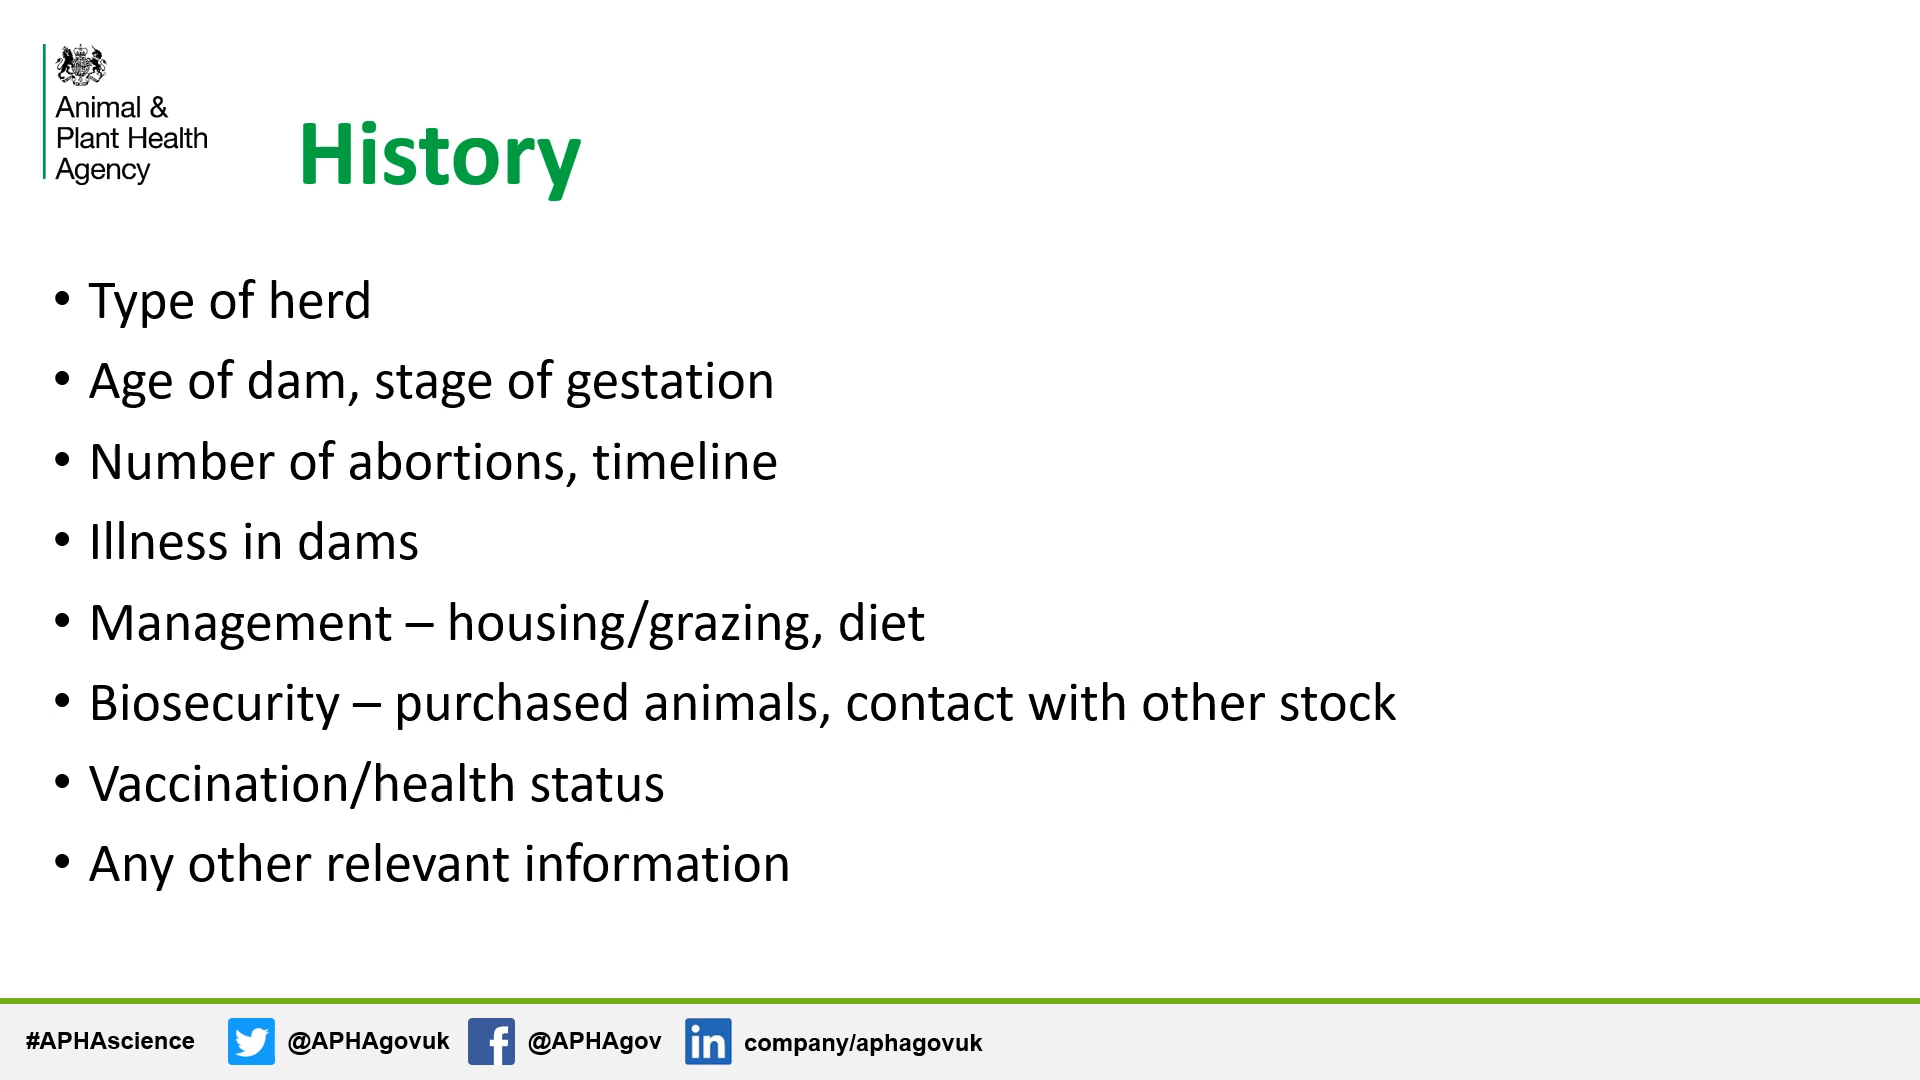 Animal &
Plant Health
Agency
History
• Type of herd
• Age of dam, stage of gestation
• Number of abortions, timeline
• Illness in dams
• Management – housing/grazing, diet
• Biosecurity – purchased animals, contact with other stock
• Vaccination/health status
• Any other relevant information
#APHAscience @APHAgovuk @APHAgov in company/aphagovuk